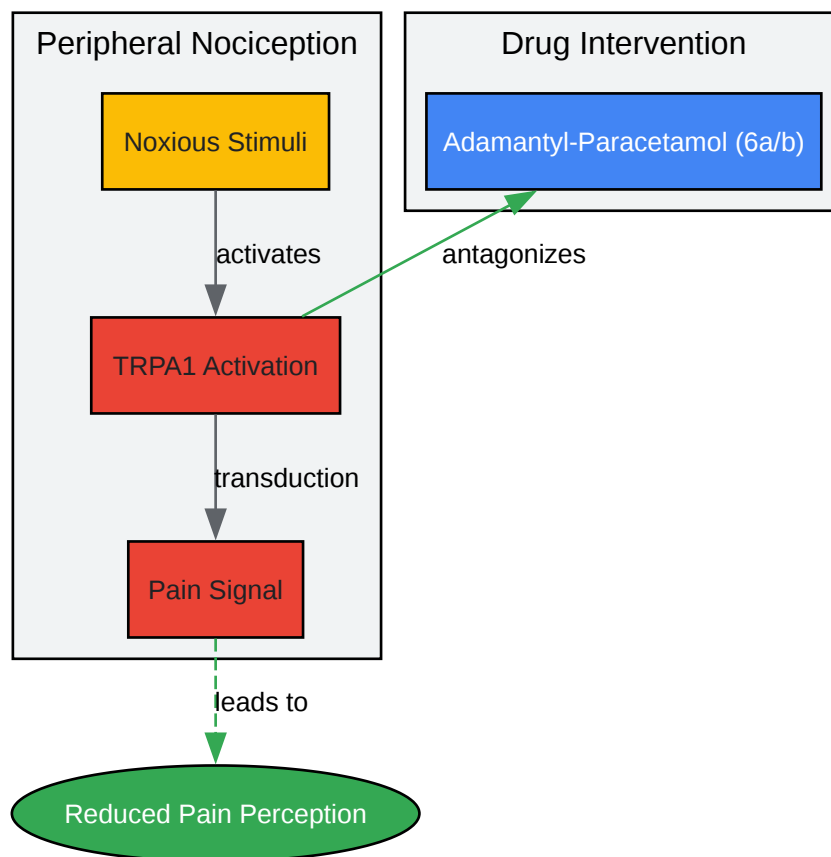 Peripheral Nociception
Drug Intervention
Noxious Stimuli
Adamantyl-Paracetamol (6a/b)
activates
antagonizes
TRPA1 Activation
transduction
Pain Signal
leads to
Reduced Pain Perception